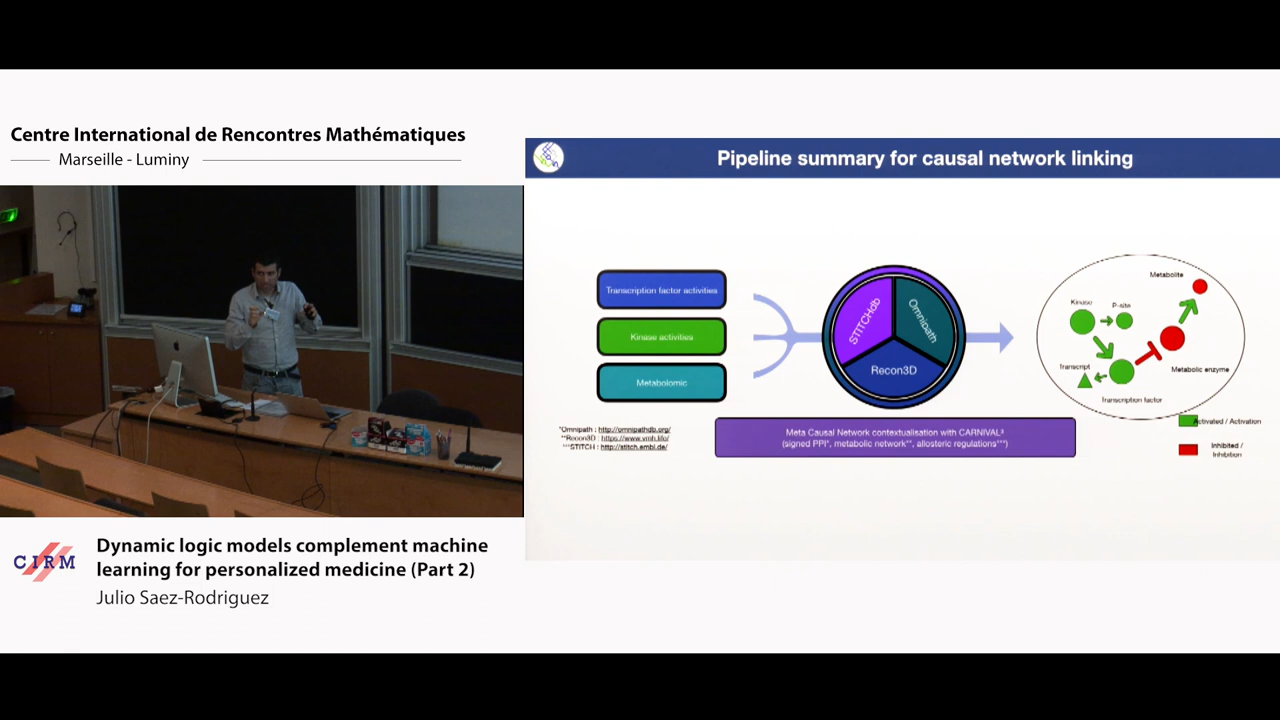 Centre International de Rencontres Mathématiques
Marseille - Luminy
Pipeline summary for causal network linking
Transcription factor activities
Kinase activities
Metabolomic
STITCHdb
Omnipath
Recon3D
Metabolite
Kinase
P-site
Transcript
Metabolic enzyme
Transcription factor
Activated / Activation
Inhibited /
Inhibition
*Omnipath : http://omnipathdb.org/
**Recon3D : https://www.vmh.life/
***STITCH : http://stitch.embl.de/
Meta Causal Network contextualisation with CARNIVAL³
(signed PPI*, metabolic network**, allosteric regulations***)
CIRM
Dynamic logic models complement machine
learning for personalized medicine (Part 2)
Julio Saez-Rodriguez